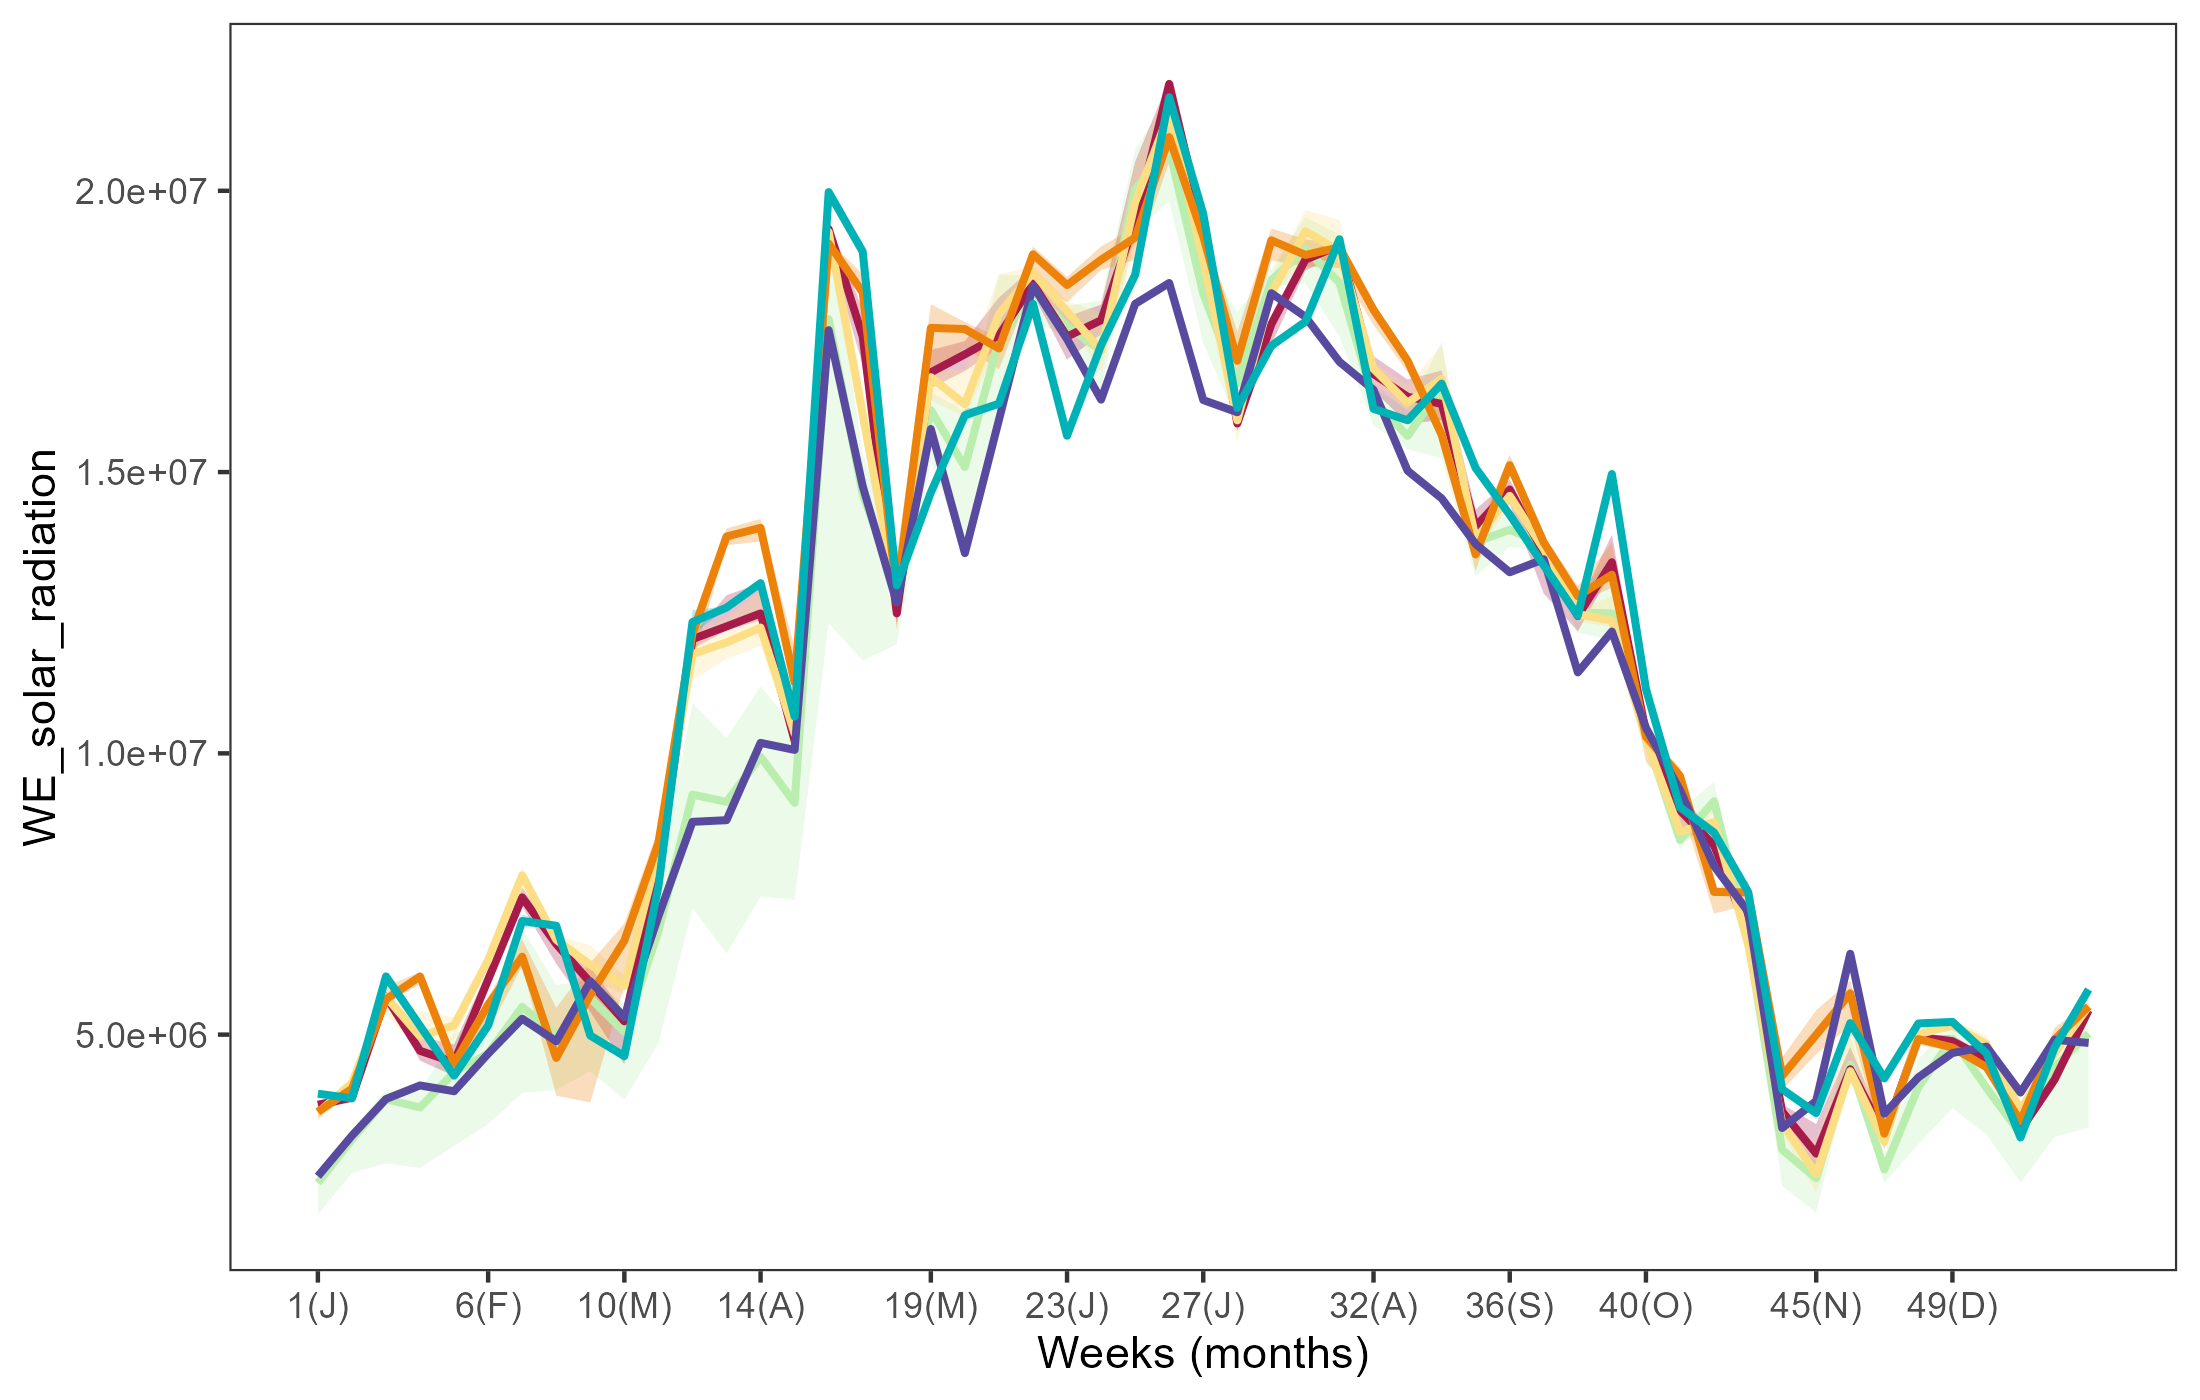 WE_solar_radiation
2.0e+07
1.5e+07
1.0e+07
5.0e+06
1(J) 6(F) 10(M) 14(A) 19(M) 23(J) 27(J) 32(A) 36(S) 40(O) 45(N) 49(D)
Weeks (months)